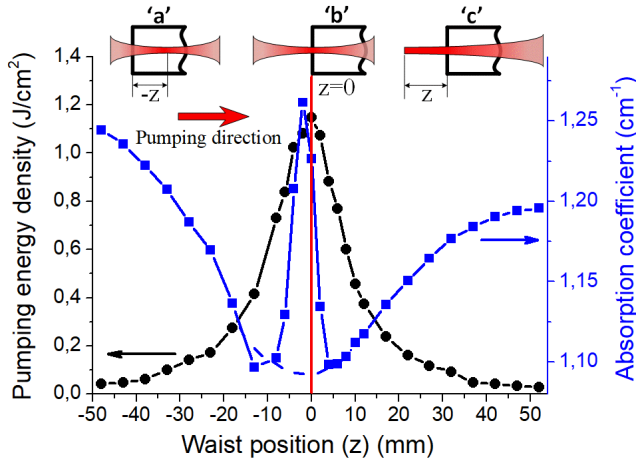 'a' 'b' 'c'
-z z=0 z
Pumping direction
Pumping energy density (J/cm²)
1,4
1,2
1,0
0,8
0,6
0,4
0,2
0,0
Absorption coefficient (cm⁻¹)
1,25
1,20
1,15
1,10
-50 -40 -30 -20 -10 0 10 20 30 40 50
Waist position (z) (mm)